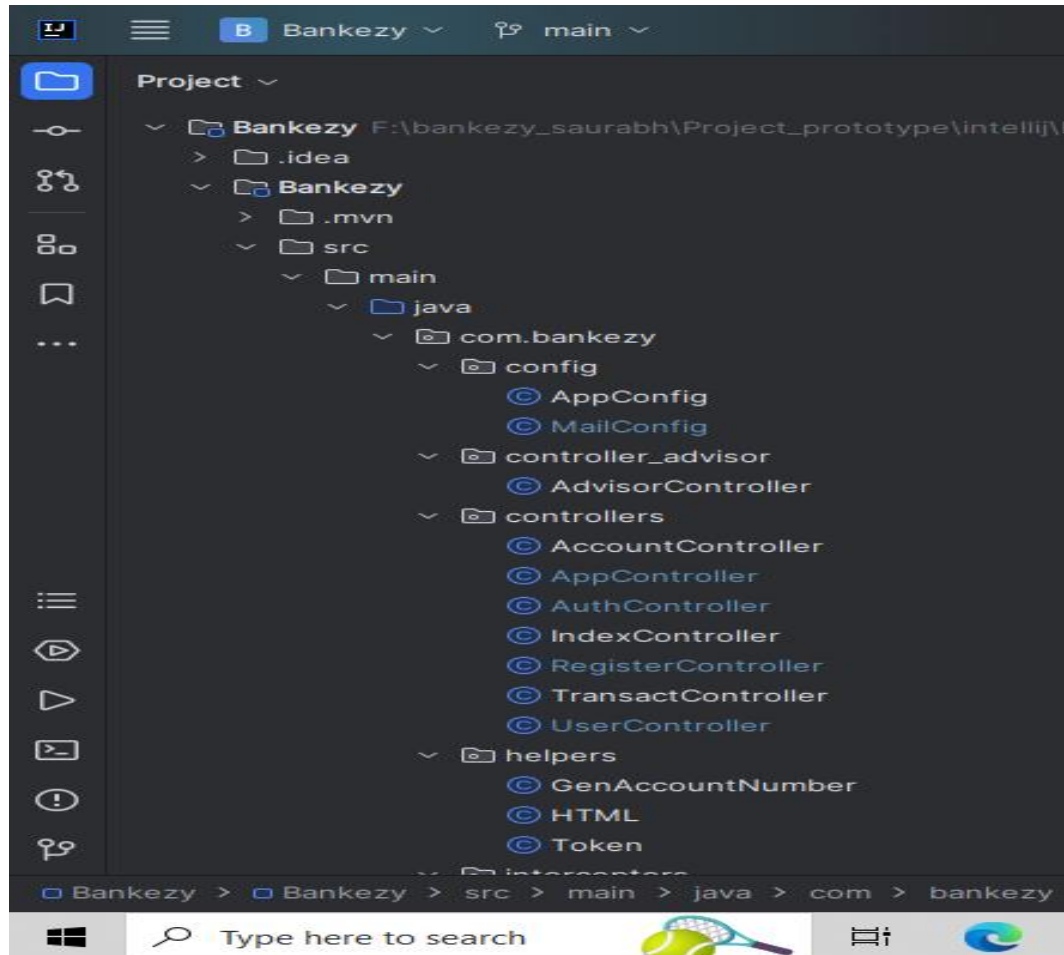 B Bankezy main
Project
Bankezy F:\bankezy_saurabh\Project_prototype\intellij\
.idea
Bankezy
.mvn
src
main
java
com.bankezy
config
AppConfig
MailConfig
controller_advisor
AdvisorController
controllers
AccountController
AppController
AuthController
IndexController
RegisterController
TransactController
UserController
helpers
GenAccountNumber
HTML
Token
interceptors
Bankezy > Bankezy > src > main > java > com > bankezy
Type here to search